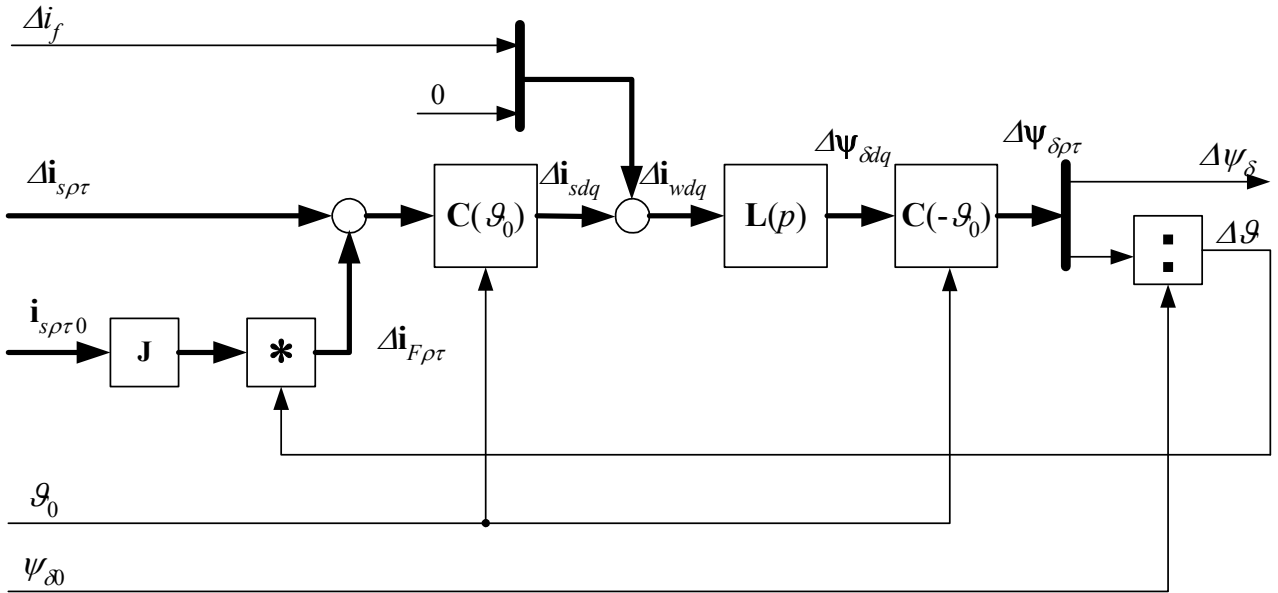 Δi_f
0
Δi_sρτ
C(ϑ_0)
Δi_sdq
Δi_wdq
L(p)
Δψ_δdq
C(-ϑ_0)
Δψ_δρτ
Δψ_δ
:
Δϑ
i_sρτ0
J
*
Δi_Fρτ
ϑ_0
ψ_δ0